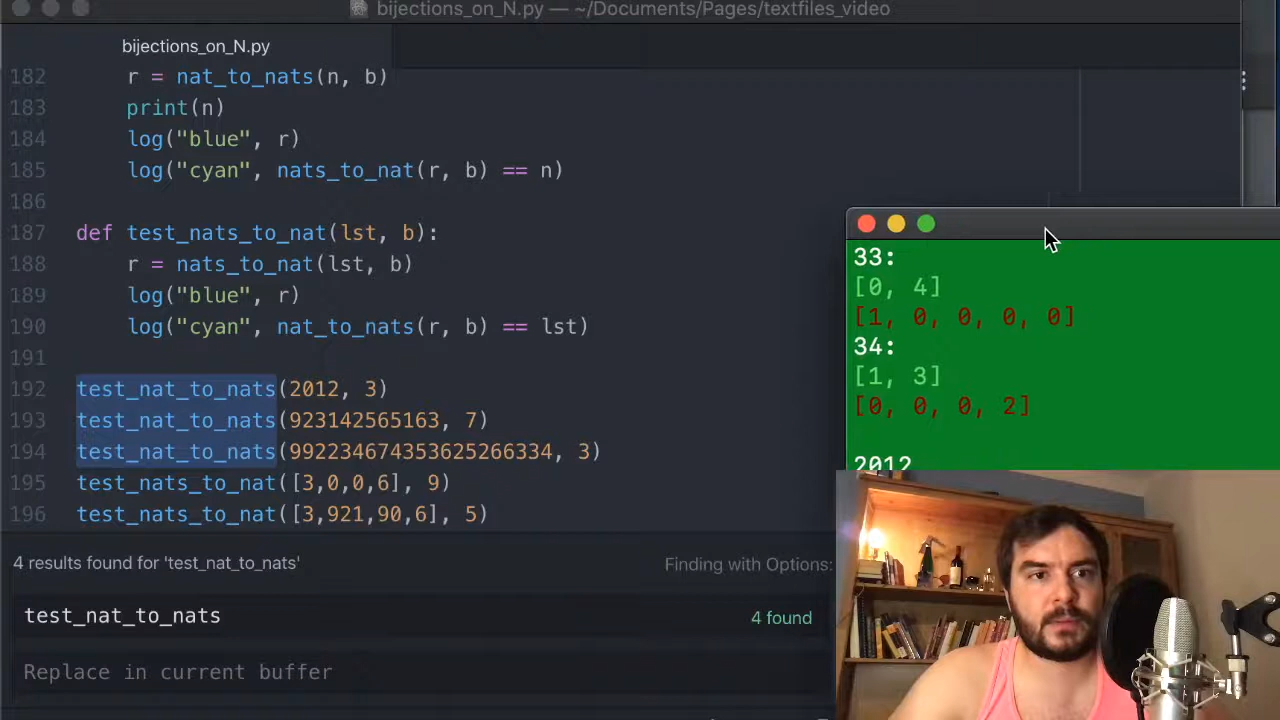 bijections_on_N.py — ~/Documents/Pages/textfiles_video
bijections_on_N.py
182 r = nat_to_nats(n, b)
183 print(n)
184 log("blue", r)
185 log("cyan", nats_to_nat(r, b) == n)
186
187 def test_nats_to_nat(lst, b):
188 r = nats_to_nat(lst, b)
189 log("blue", r)
190 log("cyan", nat_to_nats(r, b) == lst)
191
192 test_nat_to_nats(2012, 3)
193 test_nat_to_nats(923142565163, 7)
194 test_nat_to_nats(992234674353625266334, 3)
195 test_nats_to_nat([3,0,0,6], 9)
196 test_nats_to_nat([3,921,90,6], 5)
33:
[0, 4]
[1, 0, 0, 0, 0]
34:
[1, 3]
[0, 0, 0, 2]
2012
4 results found for 'test_nat_to_nats'
Finding with Options:
test_nat_to_nats
4 found
Replace in current buffer